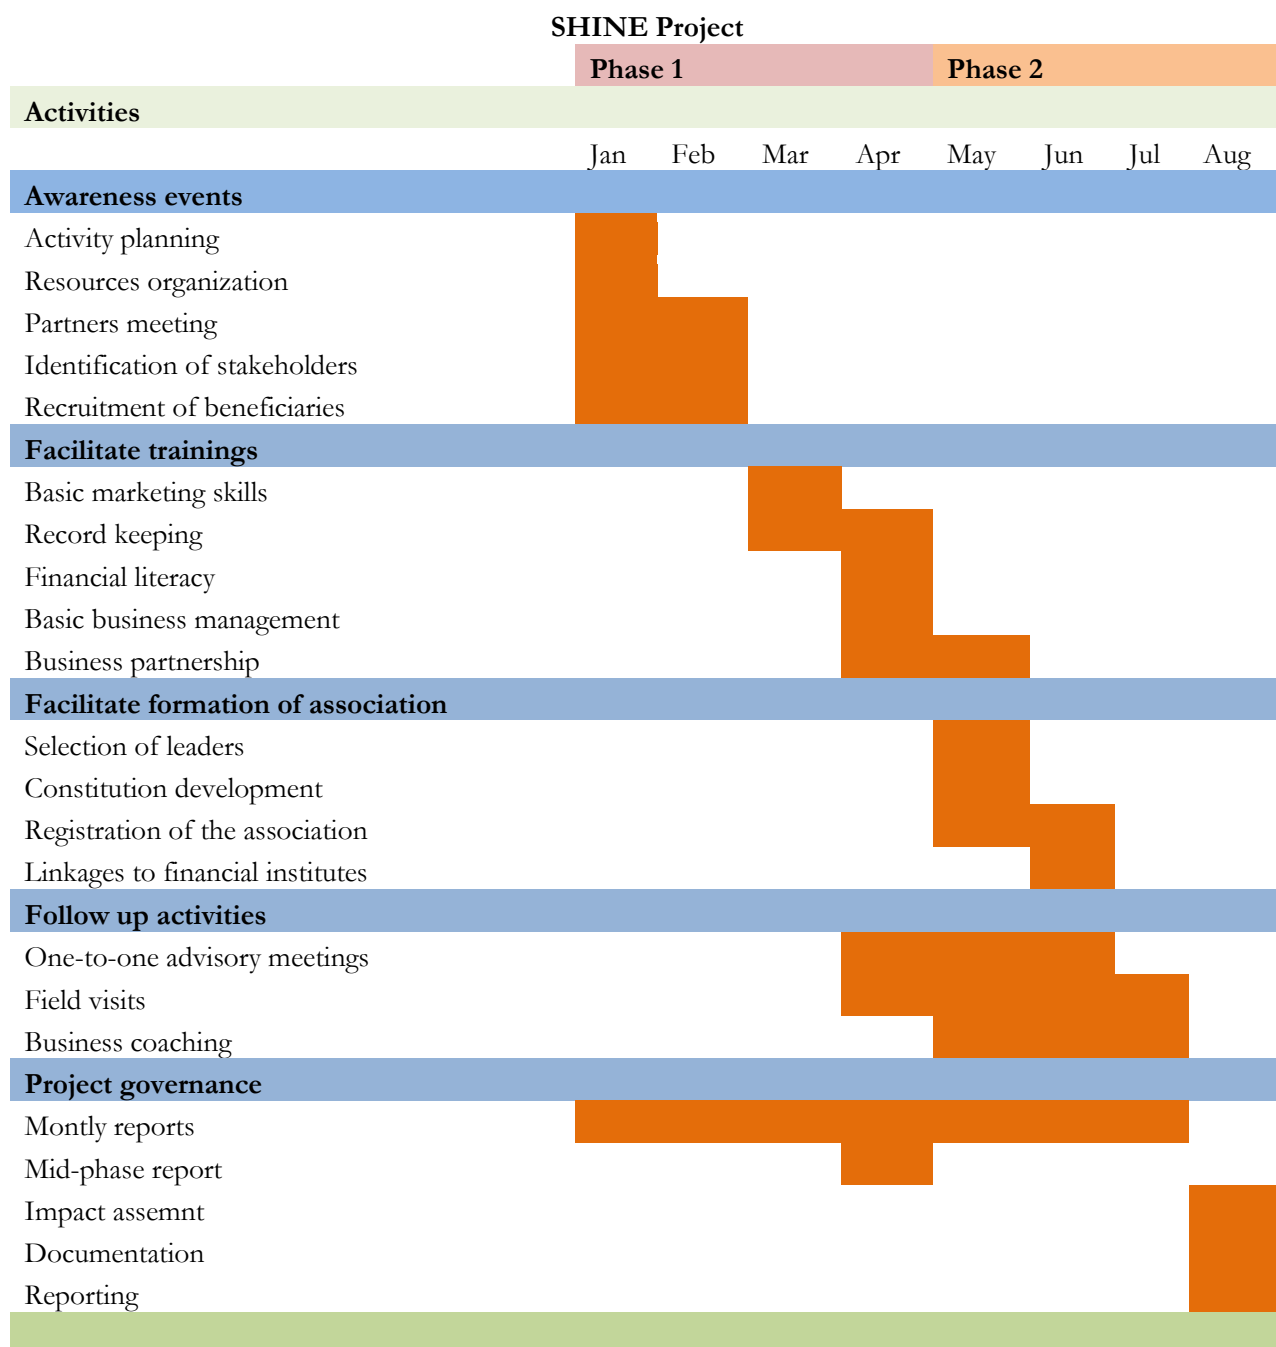 SHINE Project
Phase 1 Phase 2
Activities
Jan Feb Mar Apr May Jun Jul Aug
Awareness events
Activity planning
Resources organization
Partners meeting
Identification of stakeholders
Recruitment of beneficiaries
Facilitate trainings
Basic marketing skills
Record keeping
Financial literacy
Basic business management
Business partnership
Facilitate formation of association
Selection of leaders
Constitution development
Registration of the association
Linkages to financial institutes
Follow up activities
One-to-one advisory meetings
Field visits
Business coaching
Project governance
Montly reports
Mid-phase report
Impact assemnt
Documentation
Reporting